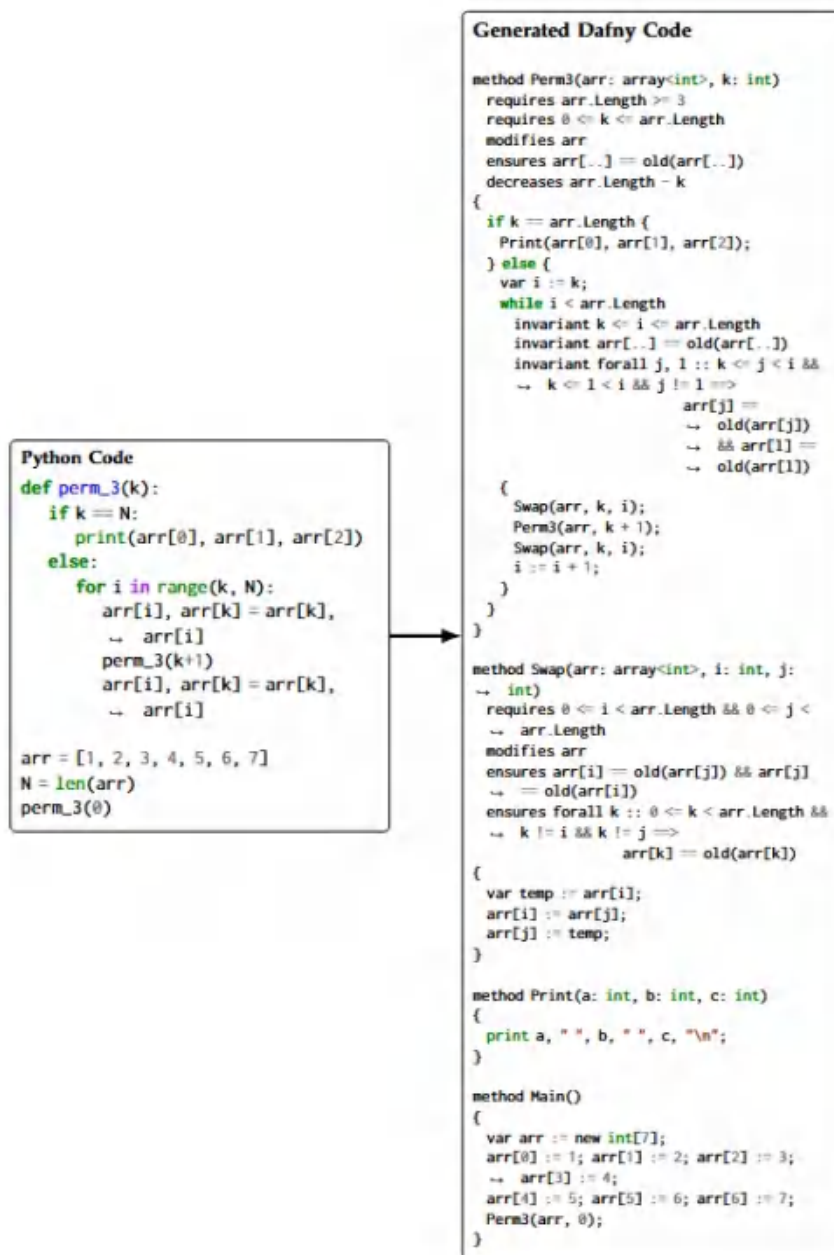 Python Code
def perm_3(k):
if k == N:
print(arr[0], arr[1], arr[2])
else:
for i in range(k, N):
arr[i], arr[k] = arr[k],
↪ arr[i]
perm_3(k+1)
arr[i], arr[k] = arr[k],
↪ arr[i]
arr = [1, 2, 3, 4, 5, 6, 7]
N = len(arr)
perm_3(0)
Generated Dafny Code
method Perm3(arr: array<int>, k: int)
requires arr.Length >= 3
requires 0 <= k <= arr.Length
modifies arr
ensures arr[..] == old(arr[..])
decreases arr.Length - k
{
if k == arr.Length {
Print(arr[0], arr[1], arr[2]);
} else {
var i := k;
while i < arr.Length
invariant k <= i <= arr.Length
invariant arr[..] == old(arr[..])
invariant forall j, l :: k <= j < i &&
↪ k <= l < i && j != l ==>
arr[j] ==
↪ old(arr[j])
↪ && arr[l] ==
↪ old(arr[l])
{
Swap(arr, k, i);
Perm3(arr, k + 1);
Swap(arr, k, i);
i := i + 1;
}
}
}
method Swap(arr: array<int>, i: int, j:
↪ int)
requires 0 <= i < arr.Length && 0 <= j <
↪ arr.Length
modifies arr
ensures arr[i] == old(arr[j]) && arr[j]
↪ == old(arr[i])
ensures forall k :: 0 <= k < arr.Length &&
↪ k != i && k != j ==>
arr[k] == old(arr[k])
{
var temp := arr[i];
arr[i] := arr[j];
arr[j] := temp;
}
method Print(a: int, b: int, c: int)
{
print a, " ", b, " ", c, "\n";
}
method Main()
{
var arr := new int[7];
arr[0] := 1; arr[1] := 2; arr[2] := 3;
↪ arr[3] := 4;
arr[4] := 5; arr[5] := 6; arr[6] := 7;
Perm3(arr, 0);
}